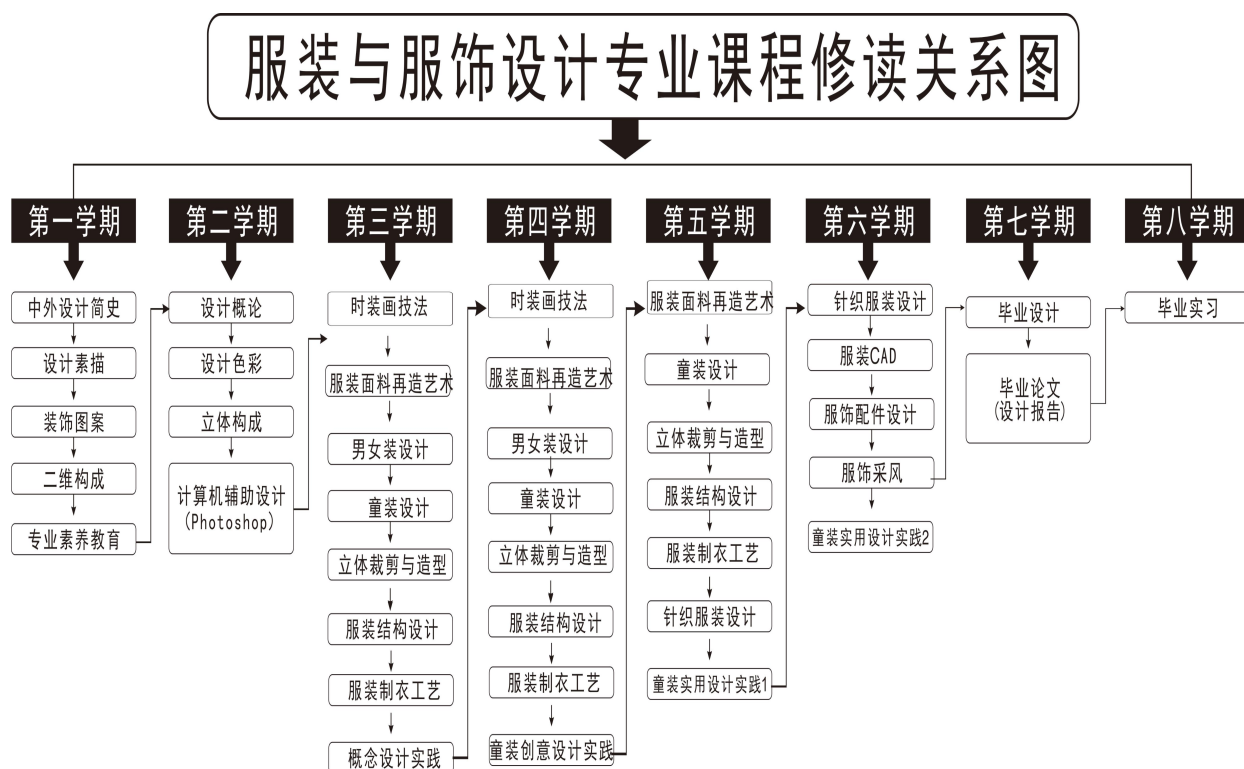 服装与服饰设计专业课程修读关系图
第一学期
中外设计简史
设计素描
装饰图案
二维构成
专业素养教育
第二学期
设计概论
设计色彩
立体构成
计算机辅助设计
(Photoshop)
第三学期
时装画技法
服装面料再造艺术
男女装设计
童装设计
立体裁剪与造型
服装结构设计
服装制衣工艺
概念设计实践
第四学期
时装画技法
服装面料再造艺术
男女装设计
童装设计
立体裁剪与造型
服装结构设计
服装制衣工艺
童装创意设计实践
第五学期
服装面料再造艺术
童装设计
立体裁剪与造型
服装结构设计
服装制衣工艺
针织服装设计
童装实用设计实践1
第六学期
针织服装设计
服装CAD
服饰配件设计
服饰采风
童装实用设计实践2
第七学期
毕业设计
毕业论文
(设计报告)
第八学期
毕业实习